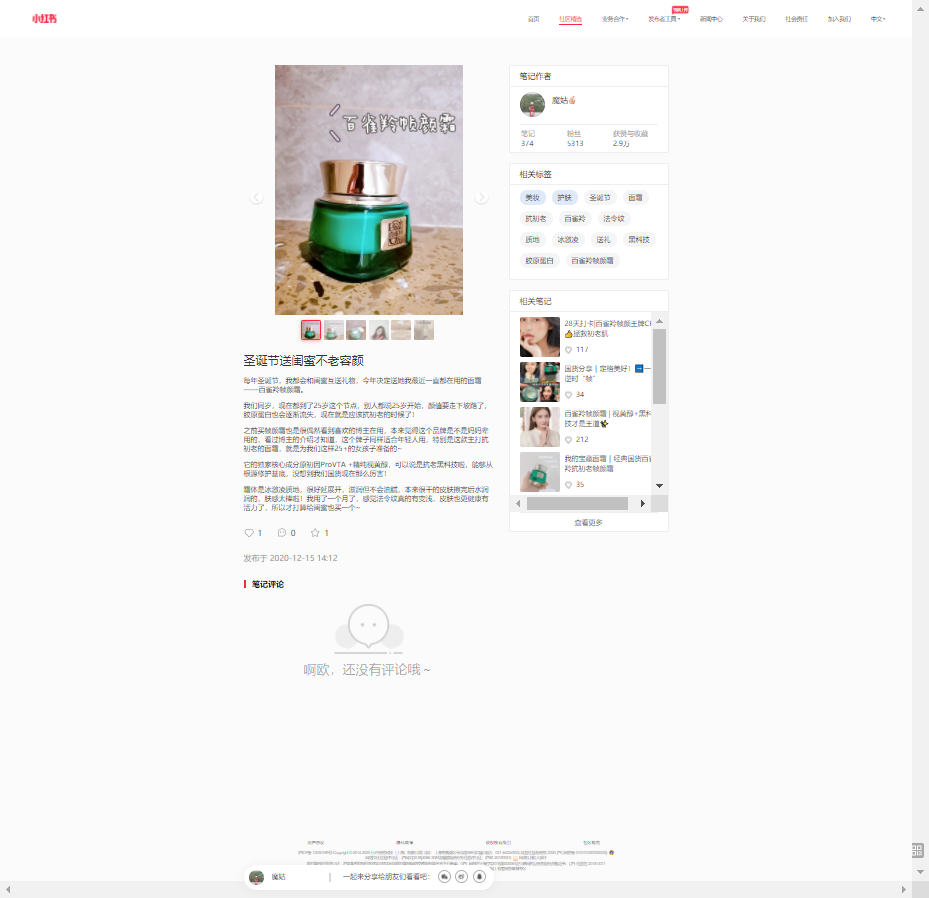 小红书
首页
社区精选
业务合作
发布者工具
新闻中心
关于我们
社会责任
加入我们
中文
百雀羚帧颜霜
圣诞节送闺蜜不老容颜
每年圣诞节，我都会和闺蜜互送礼物，今年决定送她我最近一直都在用的面霜
——百雀羚帧颜霜。
我们同岁，现在都到了25岁这个节点，别人都说25岁开始，颜值要走下坡路了，
胶原蛋白也会逐渐流失，现在就是应该抗初老的时候了！
之前买帧颜霜也是很偶然看到喜欢的博主在用，本来觉得这个品牌是不是妈妈辈
用的，看过博主的介绍才知道，这个牌子同样适合年轻人用，特别是这款主打抗
初老的面霜，就是为我们这样25+的女孩子准备的~
它的独家核心成分原初因ProVTA +精纯视黄醇，可以说是抗老黑科技啦，能够从
根源修护基底，没想到我们国货现在那么厉害！
霜体是冰激凌质地，很好延展开，滋润但不会油腻，本来很干的皮肤擦完后水润
润的，肤感太棒啦！我用了一个月了，感觉法令纹真的有变浅，皮肤也更健康有
活力了，所以才打算给闺蜜也买一个~
1
0
1
发布于 2020-12-15 14:12
笔记评论
啊欧，还没有评论哦~
笔记作者
魔姑
笔记
粉丝
获赞与收藏
374
5313
2.9万
相关标签
美妆
护肤
圣诞节
面霜
抗初老
百雀羚
法令纹
质地
冰激凌
送礼
黑科技
胶原蛋白
百雀羚帧颜霜
相关笔记
28天打卡|百雀羚帧颜王牌C
拯救初老肌
117
国货分享｜定格美好！
逆时“帧”
34
百雀羚帧颜霜 | 视黄醇+黑科
技才是王道
212
我的宝藏面霜｜经典国货百雀
羚抗初老帧颜霜
35
查看更多
魔姑
一起来分享给朋友们看看吧：